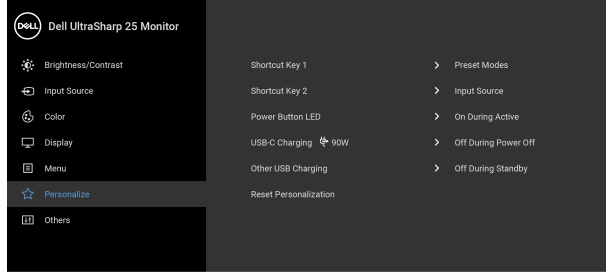 DELL Dell UltraSharp 25 Monitor
Brightness/Contrast Shortcut Key 1 Preset Modes
Input Source Shortcut Key 2 Input Source
Color Power Button LED On During Active
Display USB-C Charging 90W Off During Power Off
Menu Other USB Charging Off During Standby
Personalize Reset Personalization
Others